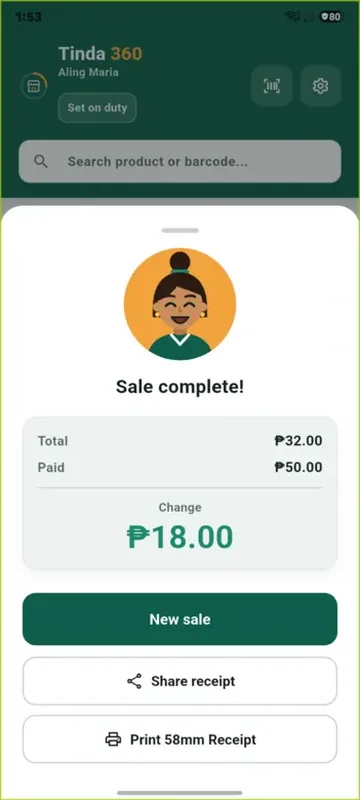 1:53
80
Tinda 360
Aling Maria
Set on duty
Search product or barcode...
Sale complete!
Total ₱32.00
Paid ₱50.00
Change
₱18.00
New sale
Share receipt
Print 58mm Receipt